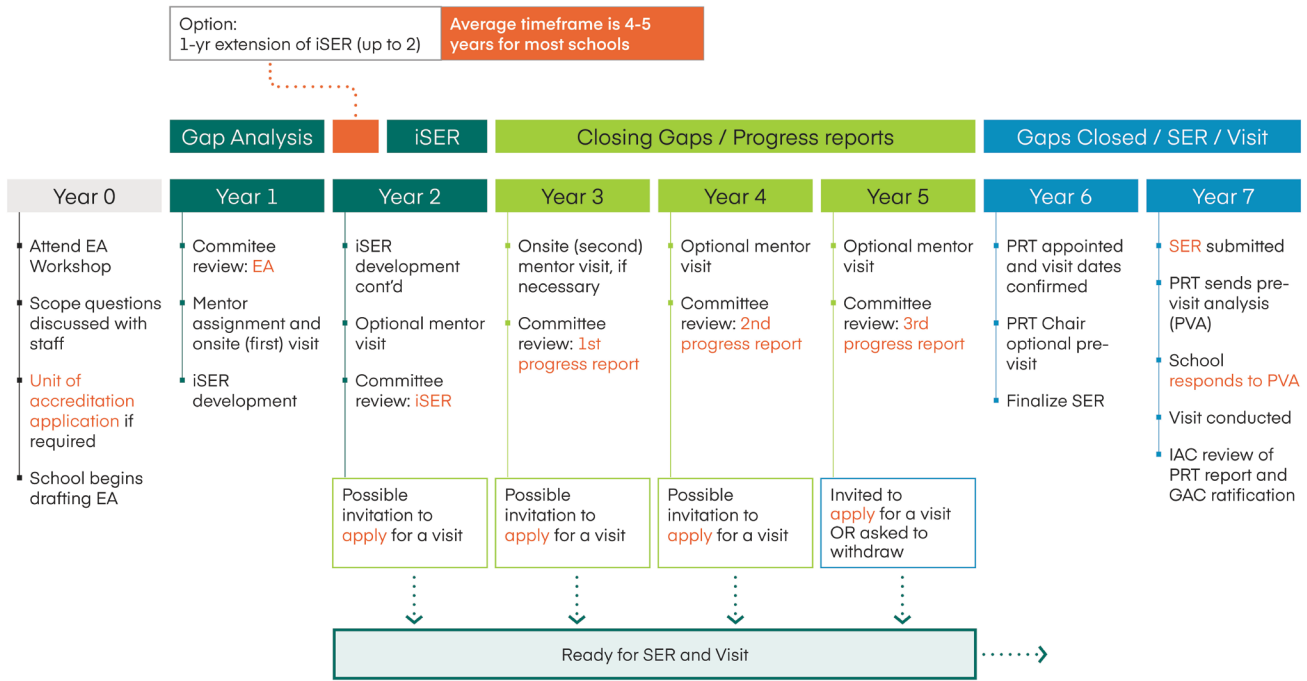 Option:
1-yr extension of iSER (up to 2)
Average timeframe is 4-5
years for most schools
Gap Analysis
iSER
Closing Gaps / Progress reports
Gaps Closed / SER / Visit
Year 0
Year 1
Year 2
Year 3
Year 4
Year 5
Year 6
Year 7
Attend EA
Workshop
Scope questions
discussed with
staff
Unit of
accreditation
application if
required
School begins
drafting EA
Commitee
review: EA
Mentor
assignment and
onsite (first) visit
iSER
development
iSER
development
cont'd
Optional mentor
visit
Committee
review: iSER
Onsite (second)
mentor visit, if
necessary
Committee
review: 1st
progress report
Optional mentor
visit
Committee
review: 2nd
progress report
Optional mentor
visit
Committee
review: 3rd
progress report
PRT appointed
and visit dates
confirmed
PRT Chair
optional pre-
visit
Finalize SER
SER submitted
PRT sends pre-
visit analysis
(PVA)
School
responds to PVA
Visit conducted
IAC review of
PRT report and
GAC ratification
Possible
invitation to
apply for a visit
Possible
invitation to
apply for a visit
Possible
invitation to
apply for a visit
Invited to
apply for a visit
OR asked to
withdraw
Ready for SER and Visit